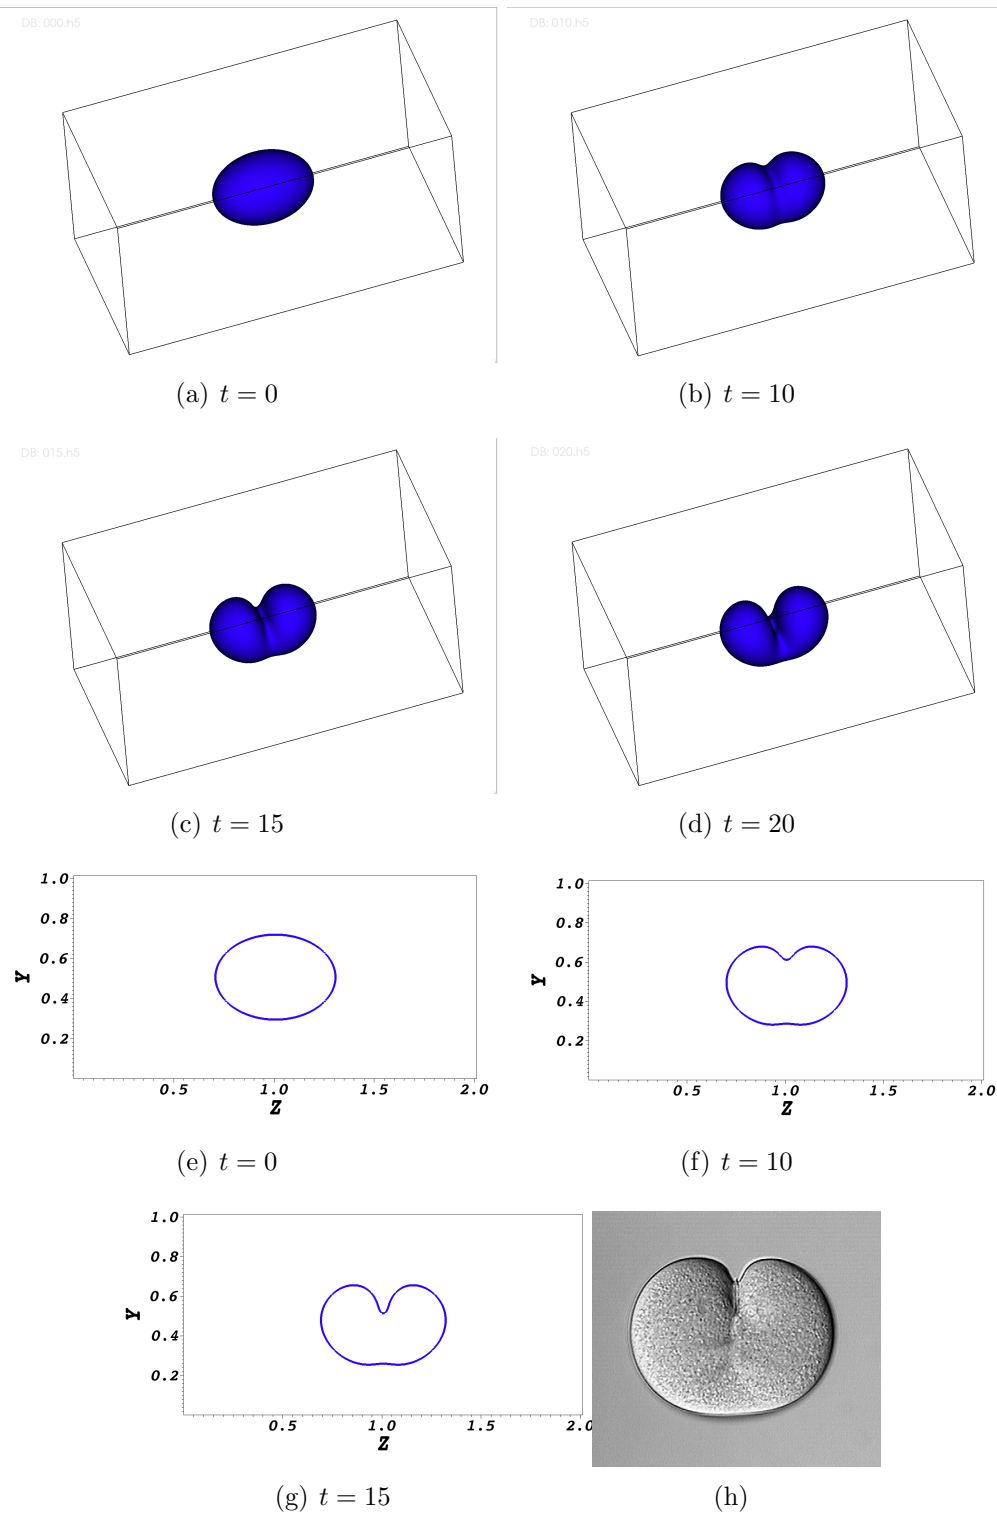 DB: 000.h5
DB: 010.h5
(a) t = 0
(b) t = 10
DB: 015.h5
DB: 020.h5
(c) t = 15
(d) t = 20
1.0
0.8
0.6
0.4
0.2
Y
0.5 1.0 1.5 2.0
Z
1.0
0.8
0.6
0.4
0.2
Y
0.5 1.0 1.5 2.0
Z
(e) t = 0
(f) t = 10
1.0
0.8
0.6
0.4
0.2
Y
0.5 1.0 1.5 2.0
Z
(g) t = 15
(h)